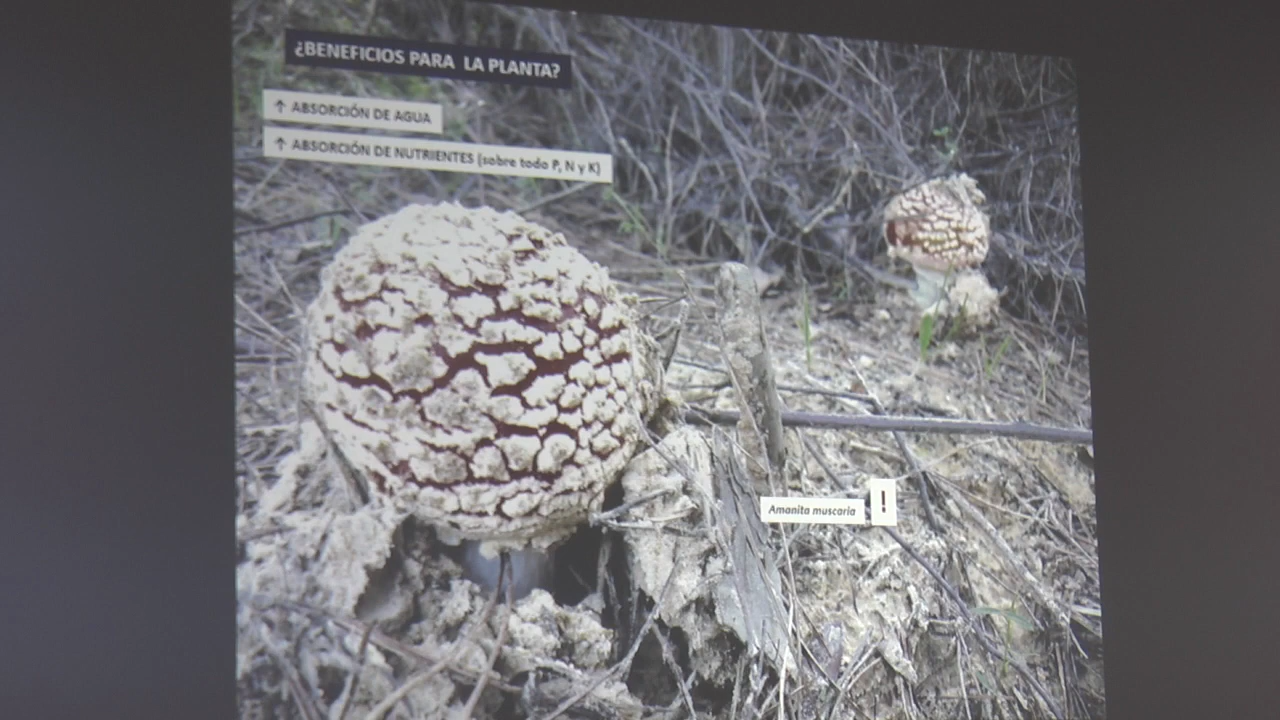 ¿BENEFICIOS PARA LA PLANTA?
↑ ABSORCIÓN DE AGUA
↑ ABSORCIÓN DE NUTRIENTES (sobre todo P, N y K)
Amanita muscaria
!